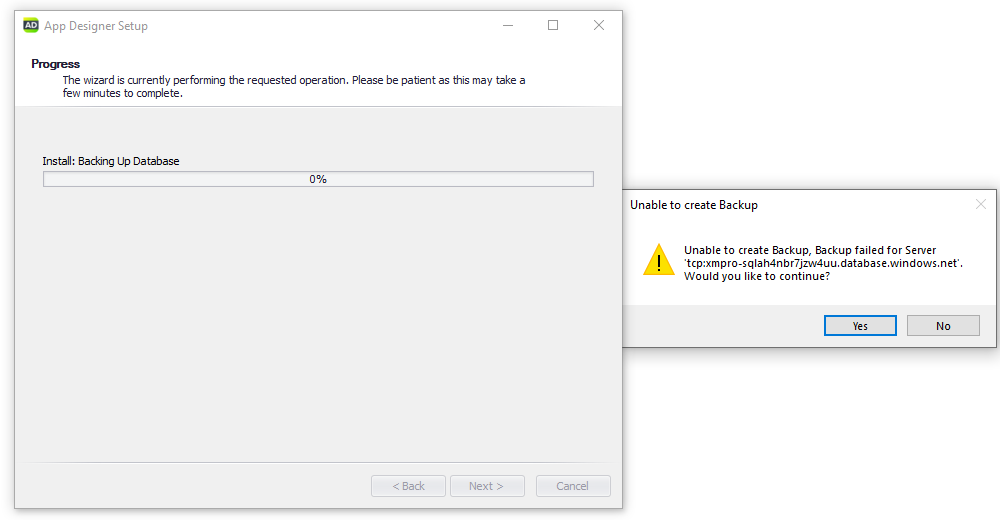 AD App Designer Setup
Progress
The wizard is currently performing the requested operation. Please be patient as this may take a
few minutes to complete.
Install: Backing Up Database
0%
< Back
Next >
Cancel
Unable to create Backup
Unable to create Backup, Backup failed for Server
'tcp:xmpro-sqlah4nbr7jzw4uu.database.windows.net'.
Would you like to continue?
Yes
No